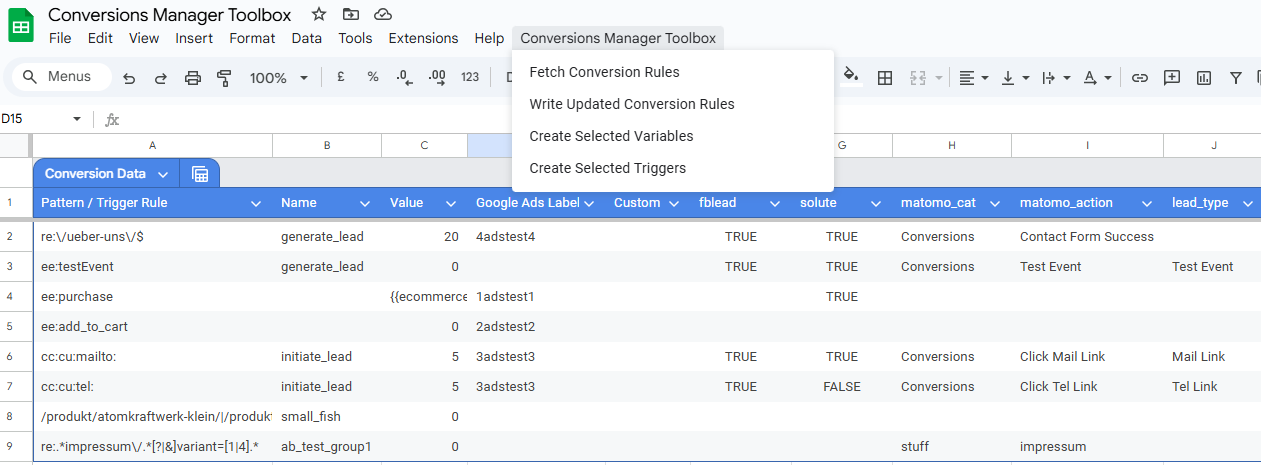 Conversions Manager Toolbox
File Edit View Insert Format Data Tools Extensions Help Conversions Manager Toolbox
Menus 100% £ % .0 .00 123
Fetch Conversion Rules
Write Updated Conversion Rules
Create Selected Variables
Create Selected Triggers
D15 fx
A B C G H I J
Conversion Data
1 Pattern / Trigger Rule Name Value Google Ads Label Custom fblead solute matomo_cat matomo_action lead_type
2 re:\/ueber-uns\/$ generate_lead 20 4adstest4 TRUE TRUE Conversions Contact Form Success
3 ee:testEvent generate_lead 0 TRUE TRUE Conversions Test Event Test Event
4 ee:purchase {{ecommerce 1adstest1 TRUE
5 ee:add_to_cart 0 2adstest2
6 cc:cu:mailto: initiate_lead 5 3adstest3 TRUE TRUE Conversions Click Mail Link Mail Link
7 cc:cu:tel: initiate_lead 5 3adstest3 TRUE FALSE Conversions Click Tel Link Tel Link
8 /produkt/atomkraftwerk-klein/|/produkt small_fish 0
9 re:.*impressum\/.*[?|&]variant=[1|4].* ab_test_group1 0 stuff impressum